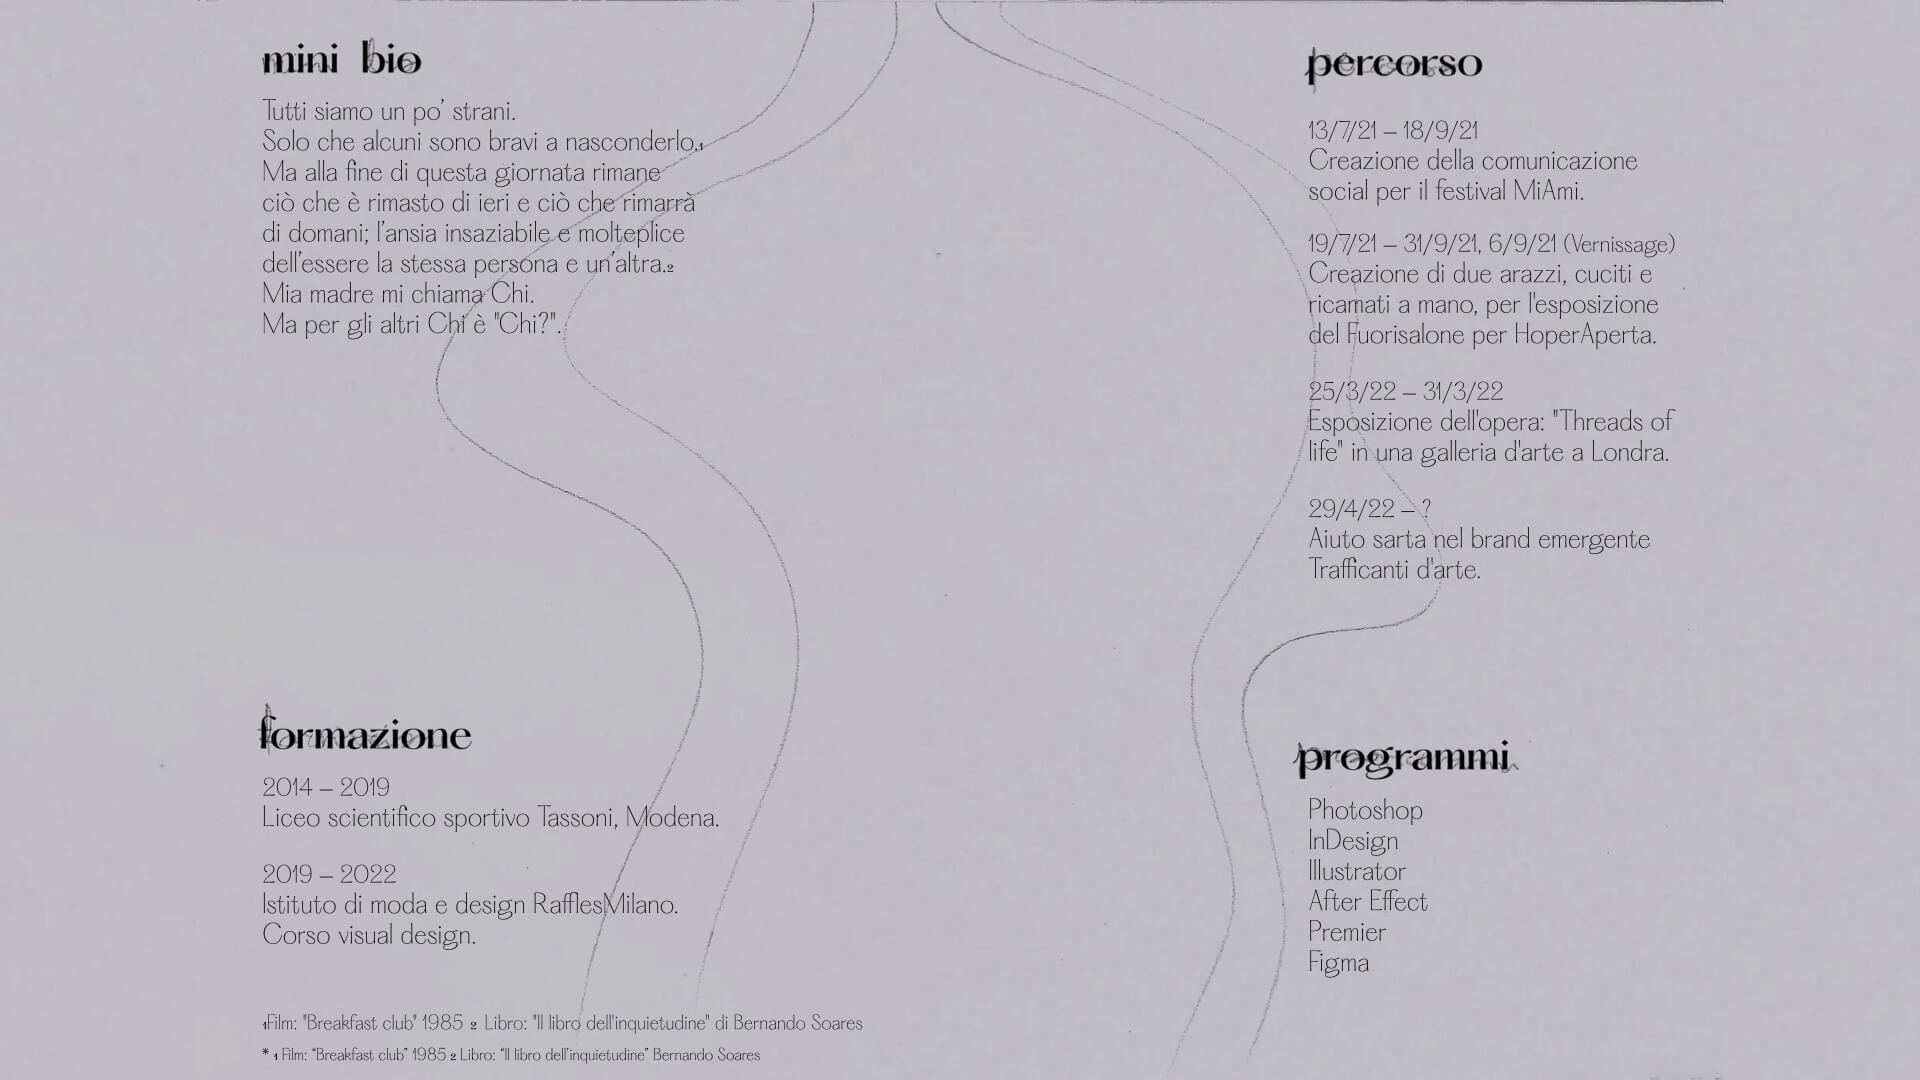 mini bio
Tutti siamo un po’ strani.
Solo che alcuni sono bravi a nasconderlo.1
Ma alla fine di questa giornata rimane
ciò che è rimasto di ieri e ciò che rimarrà
di domani; l’ansia insaziabile e molteplice
dell’essere la stessa persona e un’altra.2
Mia madre mi chiama Chi.
Ma per gli altri Chi è "Chi?".
formazione
2014 – 2019
Liceo scientifico sportivo Tassoni, Modena.
2019 – 2022
Istituto di moda e design RafflesMilano.
Corso visual design.
1Film: "Breakfast club" 1985 2 Libro: "Il libro dell'inquietudine" di Bernando Soares
* 1 Film: “Breakfast club” 1985 2 Libro: “Il libro dell’inquietudine” Bernando Soares
percorso
13/7/21 – 18/9/21
Creazione della comunicazione
social per il festival MiAmi.
19/7/21 – 31/9/21, 6/9/21 (Vernissage)
Creazione di due arazzi, cuciti e
ricamati a mano, per l'esposizione
del Fuorisalone per HoperAperta.
25/3/22 – 31/3/22
Esposizione dell'opera: "Threads of
life" in una galleria d'arte a Londra.
29/4/22 – ?
Aiuto sarta nel brand emergente
Trafficanti d'arte.
programmi
Photoshop
InDesign
Illustrator
After Effect
Premier
Figma